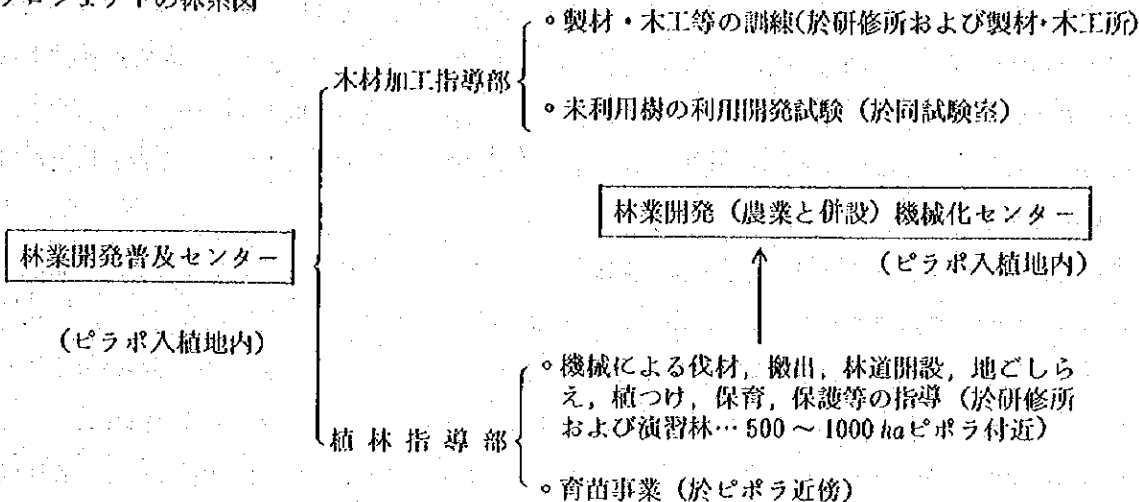 プロジェクトの体系図
◦製材・木工等の訓練(於研修所および製材・木工所)
木材加工指導部
◦未利用樹の利用開発試験(於同試験室)
林業開発(農業と併設)機械化センター
(ピラポ入植地内)
林業開発普及センター
(ピラポ入植地内)
◦機械による伐材,搬出,林道開設,地ごしら
え,植つけ,保育,保護等の指導(於研修所
および演習林…500~1000haピポラ付近)
植林指導部
◦育苗事業(於ピポラ近傍)